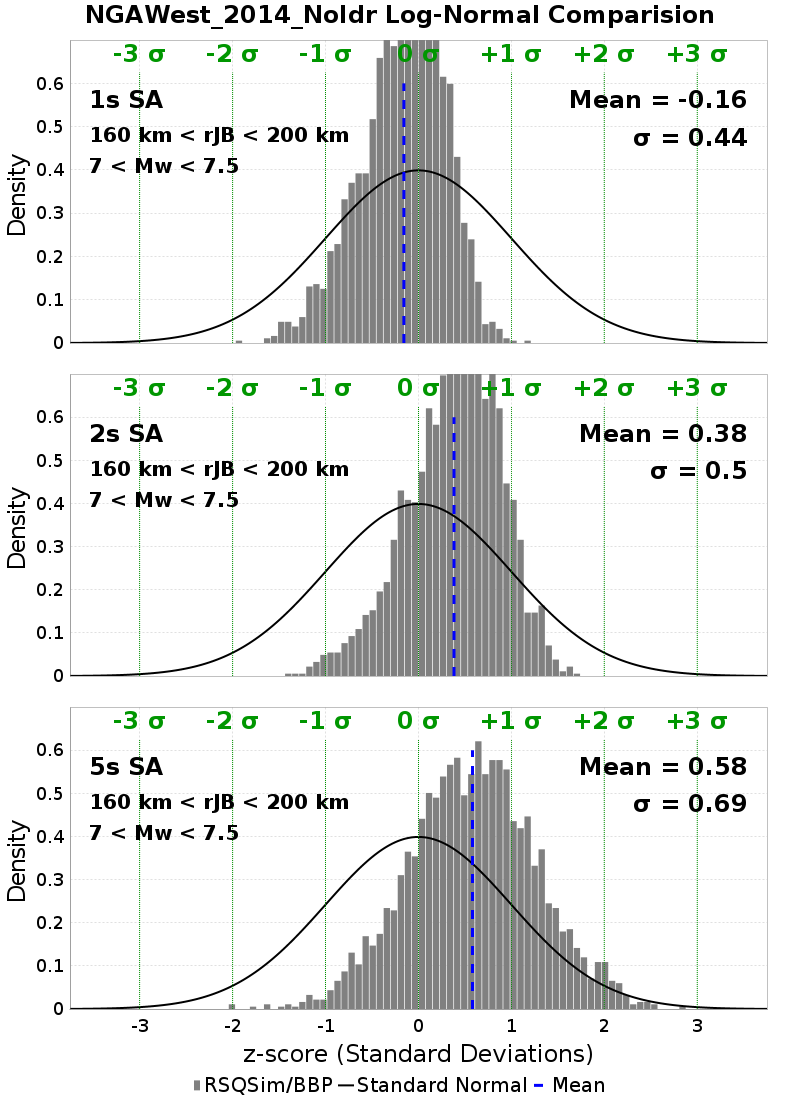 NGAWest_2014_NoIdr Log-Normal Comparision
-3 σ -2 σ -1 σ 0 σ +1 σ +2 σ +3 σ
1s SA
Mean = -0.16
160 km < rJB < 200 km
σ = 0.44
7 < Mw < 7.5
Density
0.6
0.5
0.4
0.3
0.2
0.1
0
-3 σ -2 σ -1 σ 0 σ +1 σ +2 σ +3 σ
2s SA
Mean = 0.38
160 km < rJB < 200 km
σ = 0.5
7 < Mw < 7.5
Density
0.6
0.5
0.4
0.3
0.2
0.1
0
-3 σ -2 σ -1 σ 0 σ +1 σ +2 σ +3 σ
5s SA
Mean = 0.58
160 km < rJB < 200 km
σ = 0.69
7 < Mw < 7.5
Density
0.6
0.5
0.4
0.3
0.2
0.1
0
-3 -2 -1 0 1 2 3
z-score (Standard Deviations)
RSQSim/BBP Standard Normal Mean